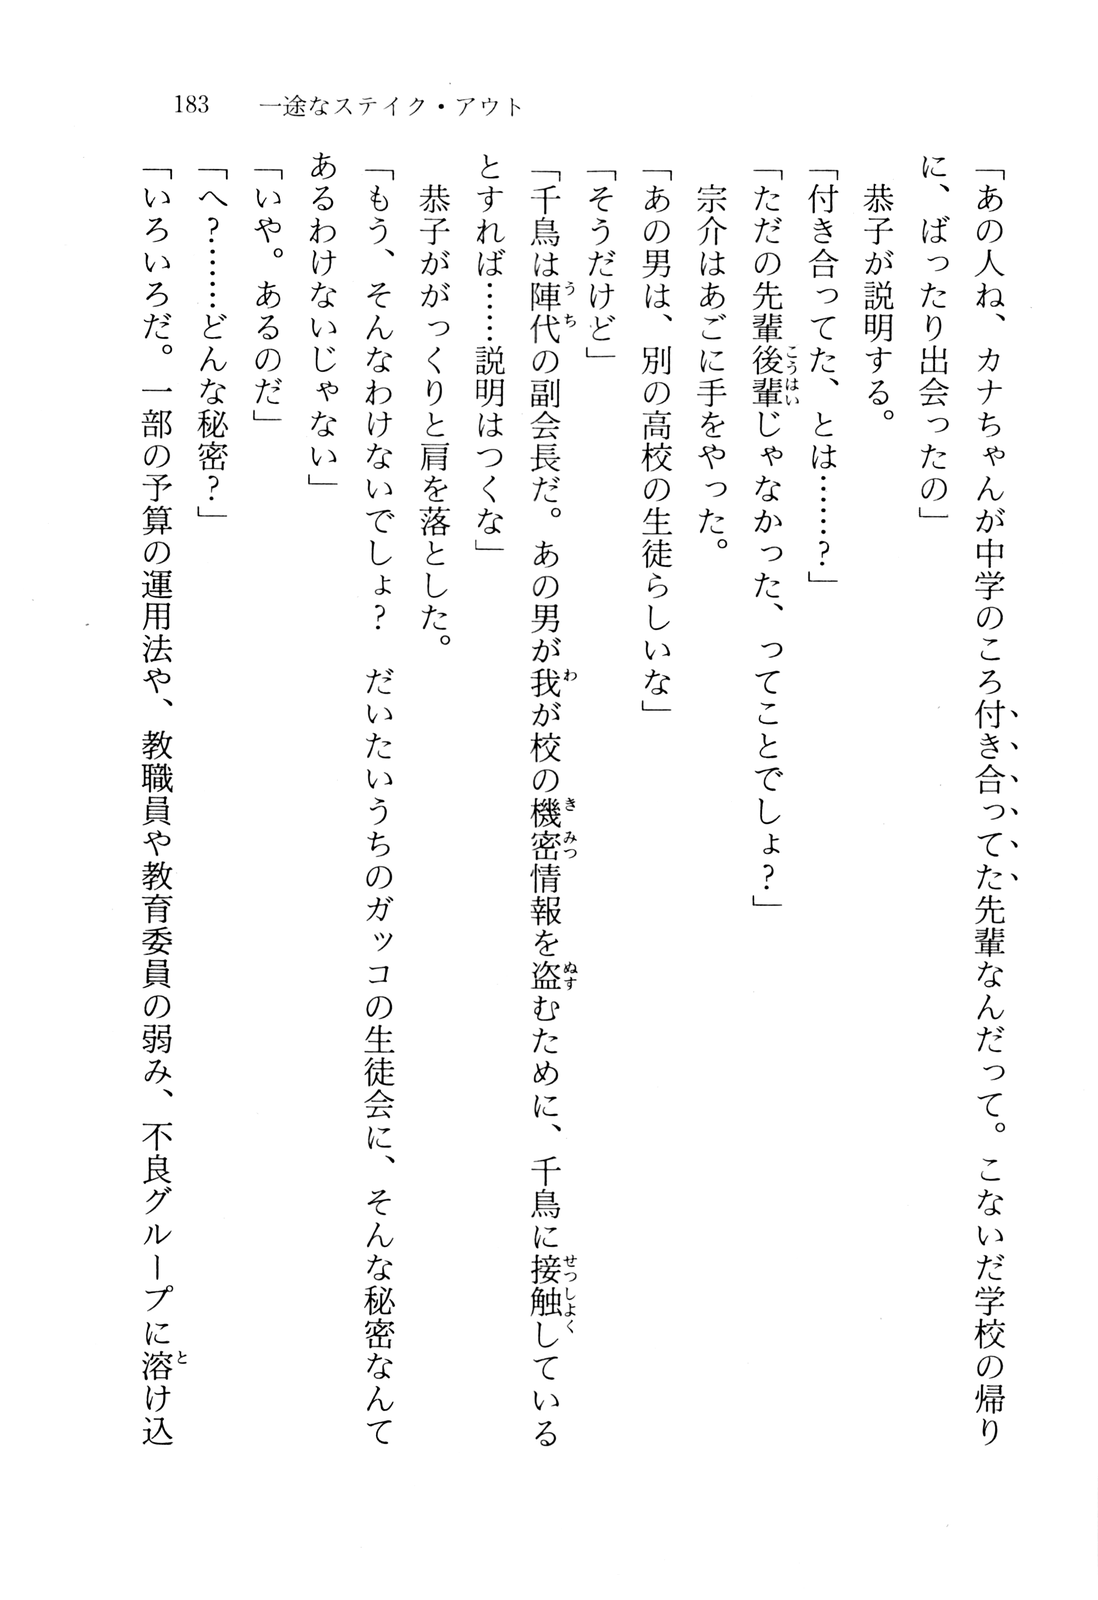 183　一途なステイク・アウト
「あの人ね、カナちゃんが中学のころ付き合ってた先輩なんだって。こないだ学校の帰り
に、ばったり出会ったの」
　恭子が説明する。
「付き合ってた、とは……？」
「ただの先輩後輩じゃなかった、ってことでしょ？」
　宗介はあごに手をやった。
「あの男は、別の高校の生徒らしいな」
「そうだけど」
「千鳥は陣代の副会長だ。あの男が我が校の機密情報を盗むために、千鳥に接触している
とすれば……説明はつくな」
　恭子ががっくりと肩を落とした。
「もう、そんなわけないでしょ？　だいたいうちのガッコの生徒会に、そんな秘密なんて
あるわけないじゃない」
「いや。あるのだ」
「へ？……どんな秘密？」
「いろいろだ。一部の予算の運用法や、教職員や教育委員の弱み、不良グループに溶け込